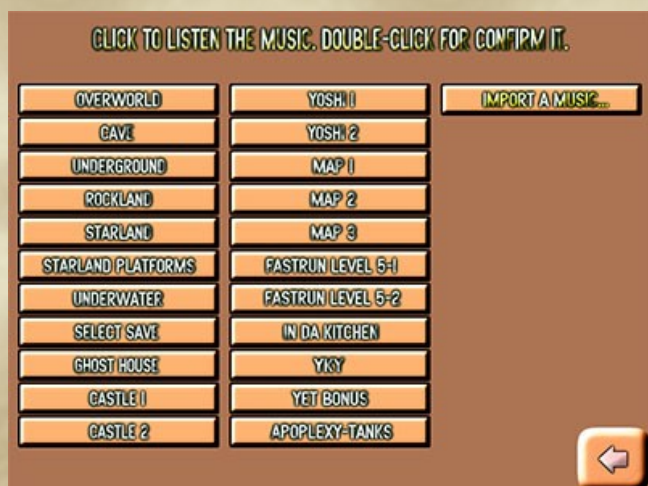 CLICK TO LISTEN THE MUSIC. DOUBLE-CLICK FOR CONFIRM IT.
OVERWORLD
CAVE
UNDERGROUND
ROCKLAND
STARLAND
STARLAND PLATFORMS
UNDERWATER
SELECT SAVE
GHOST HOUSE
CASTLE 1
CASTLE 2
YOSHI 1
YOSHI 2
MAP 1
MAP 2
MAP 3
FASTRUN LEVEL 5-1
FASTRUN LEVEL 5-2
IN DA KITCHEN
YKY
YET BONUS
APOPLEXY-TANKS
IMPORT A MUSIC...